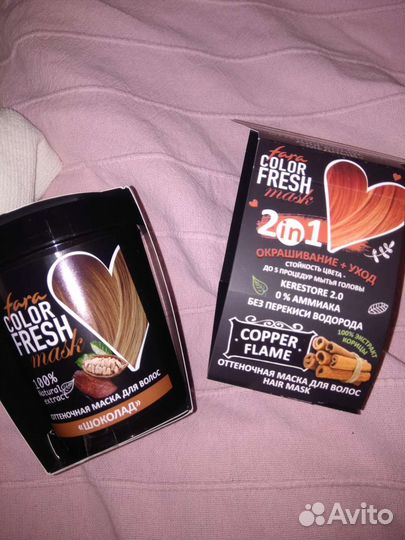 fara
COLOR
FRESH
mask
100%
Natural
extract
ОТТЕНОЧНАЯ МАСКА ДЛЯ ВОЛОС
«ШОКОЛАД»
fara
COLOR
FRESH
mask
2in1
ОКРАШИВАНИЕ + УХОД
СТОЙКОСТЬ ЦВЕТА -
ДО 5 ПРОЦЕДУР МЫТЬЯ ГОЛОВЫ
KERESTORE 2.0
0 % АММИАКА
БЕЗ ПЕРЕКИСИ ВОДОРОДА
100% ЭКСТРАКТ
КОРИЦЫ
COPPER
FLAME
ОТТЕНОЧНАЯ МАСКА ДЛЯ ВОЛОС
HAIR MASK
Avito